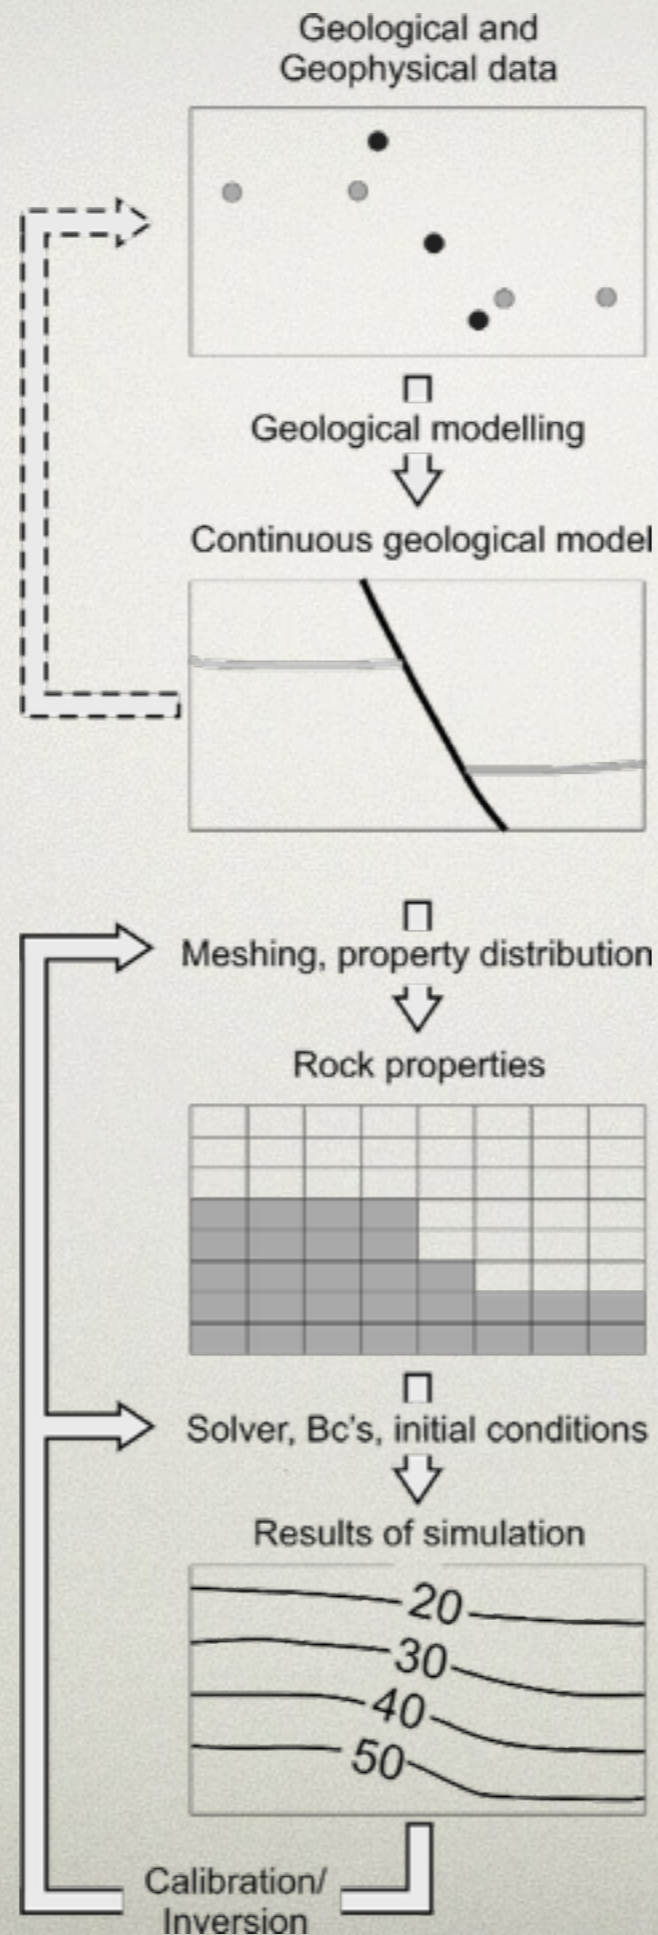 Geological and
Geophysical data
Geological modelling
Continuous geological model
Meshing, property distribution
Rock properties
Solver, Bc's, initial conditions
Results of simulation
20
30
40
50
Calibration/
Inversion